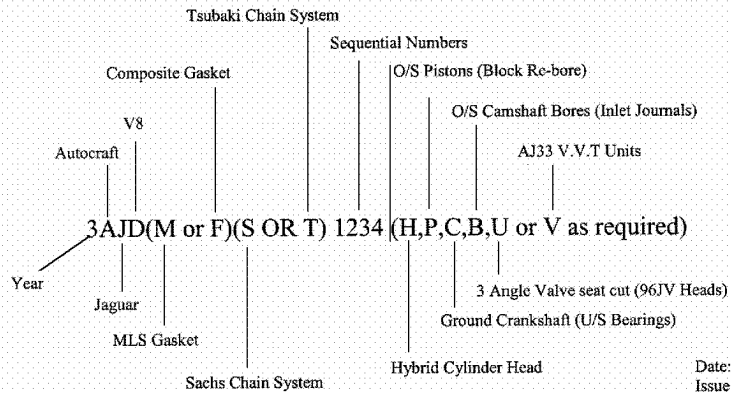 Tsubaki Chain System
Sequential Numbers
Composite Gasket
O/S Pistons (Block Re-bore)
V8
O/S Camshaft Bores (Inlet Journals)
Autocraft
AJ33 V.V.T Units
3AJD(M or F)(S OR T) 1234 (H,P,C,B,U or V as required)
Year
3 Angle Valve seat cut (96JV Heads)
Jaguar
Ground Crankshaft (U/S Bearings)
MLS Gasket
Hybrid Cylinder Head
Sachs Chain System
Date:
Issue